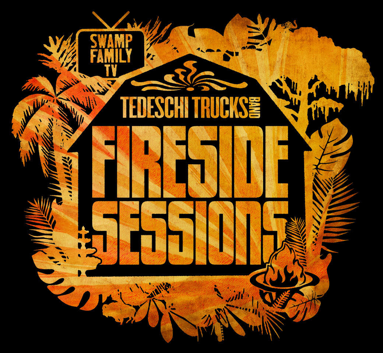 SWAMP
FAMILY
TV
TEDESCHI TRUCKS BAND
FIRESIDE
SESSIONS